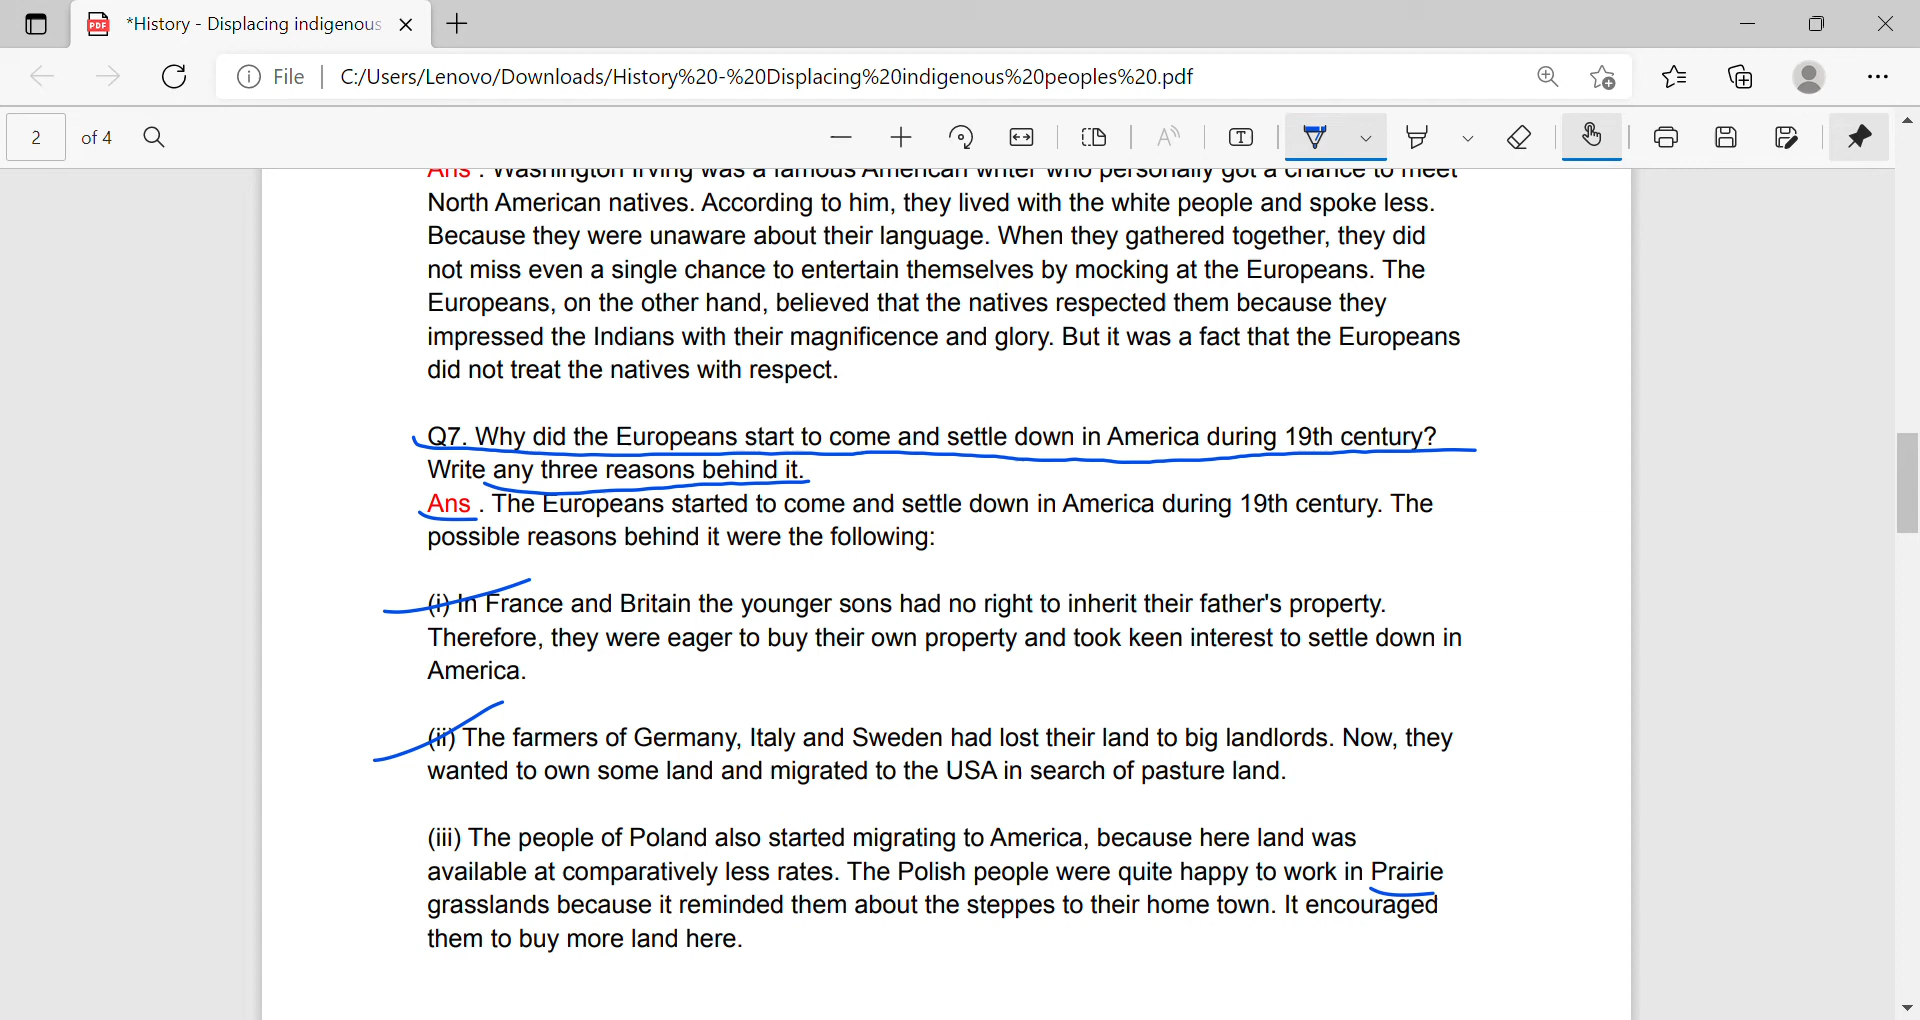 *History - Displacing indigenous
File
C:/Users/Lenovo/Downloads/History%20-%20Displacing%20indigenous%20peoples%20.pdf
2 of 4
Ans . Washington Irving was a famous American writer who personally got a chance to meet
North American natives. According to him, they lived with the white people and spoke less.
Because they were unaware about their language. When they gathered together, they did
not miss even a single chance to entertain themselves by mocking at the Europeans. The
Europeans, on the other hand, believed that the natives respected them because they
impressed the Indians with their magnificence and glory. But it was a fact that the Europeans
did not treat the natives with respect.
Q7. Why did the Europeans start to come and settle down in America during 19th century?
Write any three reasons behind it.
Ans . The Europeans started to come and settle down in America during 19th century. The
possible reasons behind it were the following:
(i) In France and Britain the younger sons had no right to inherit their father's property.
Therefore, they were eager to buy their own property and took keen interest to settle down in
America.
(ii) The farmers of Germany, Italy and Sweden had lost their land to big landlords. Now, they
wanted to own some land and migrated to the USA in search of pasture land.
(iii) The people of Poland also started migrating to America, because here land was
available at comparatively less rates. The Polish people were quite happy to work in Prairie
grasslands because it reminded them about the steppes to their home town. It encouraged
them to buy more land here.